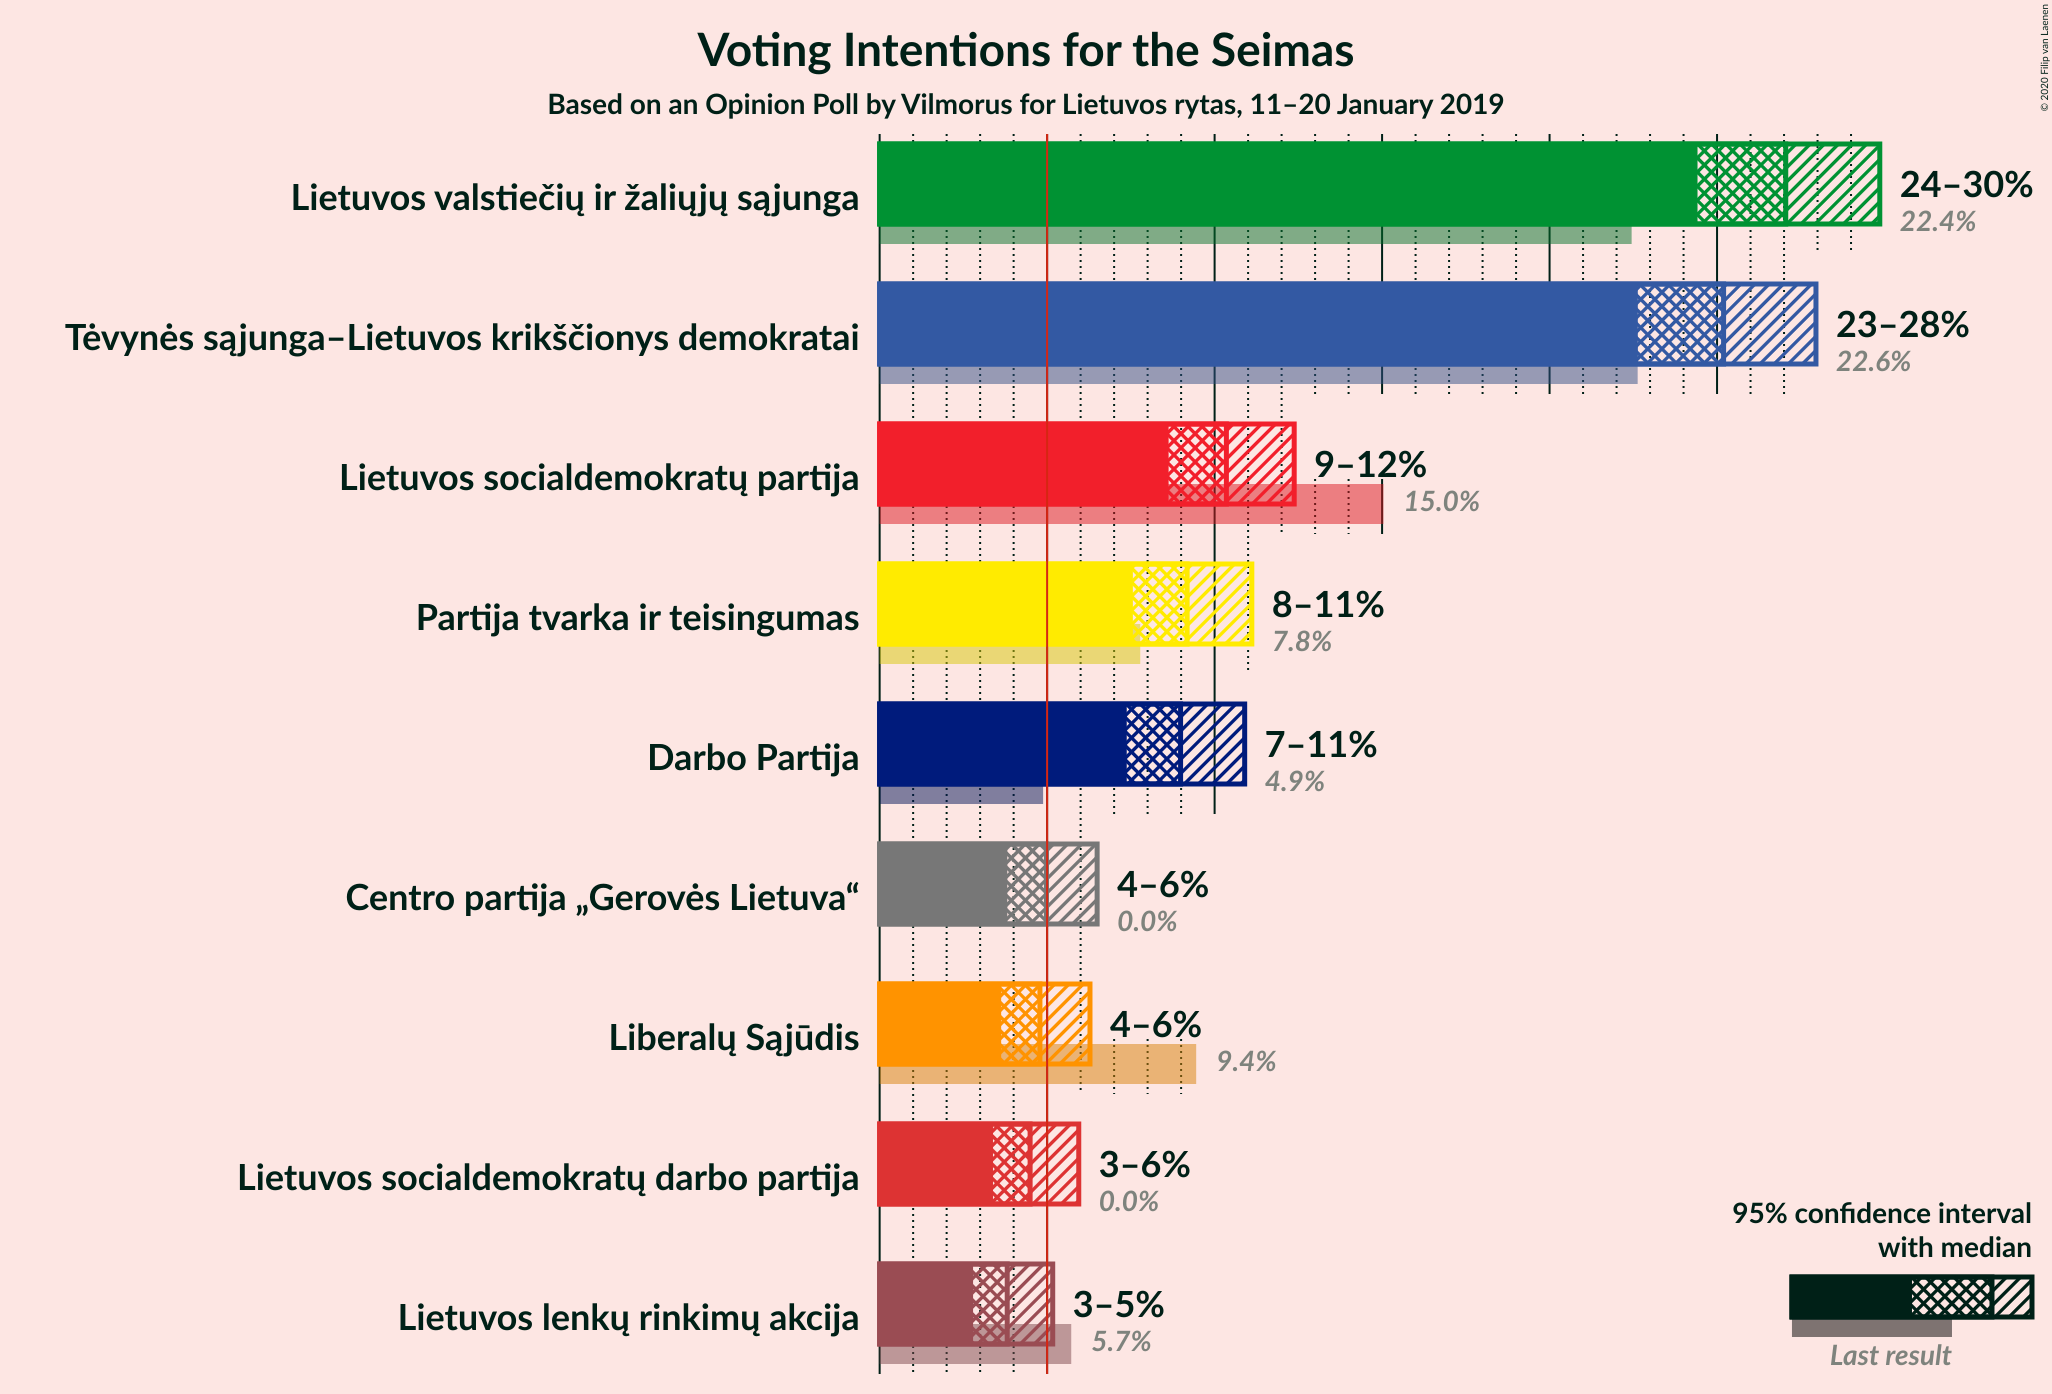 Voting Intentions for the Seimas
Based on an Opinion Poll by Vilmorus for Lietuvos rytas, 11–20 January 2019
© 2020 Filip van Laenen
Lietuvos valstiečių ir žaliųjų sąjunga
24–30%
22.4%
Tėvynės sąjunga–Lietuvos krikščionys demokratai
23–28%
22.6%
Lietuvos socialdemokratų partija
9–12%
15.0%
Partija tvarka ir teisingumas
8–11%
7.8%
Darbo Partija
7–11%
4.9%
Centro partija „Gerovės Lietuva“
4–6%
0.0%
Liberalų Sąjūdis
4–6%
9.4%
Lietuvos socialdemokratų darbo partija
3–6%
0.0%
Lietuvos lenkų rinkimų akcija
3–5%
5.7%
95% confidence interval
with median
Last result